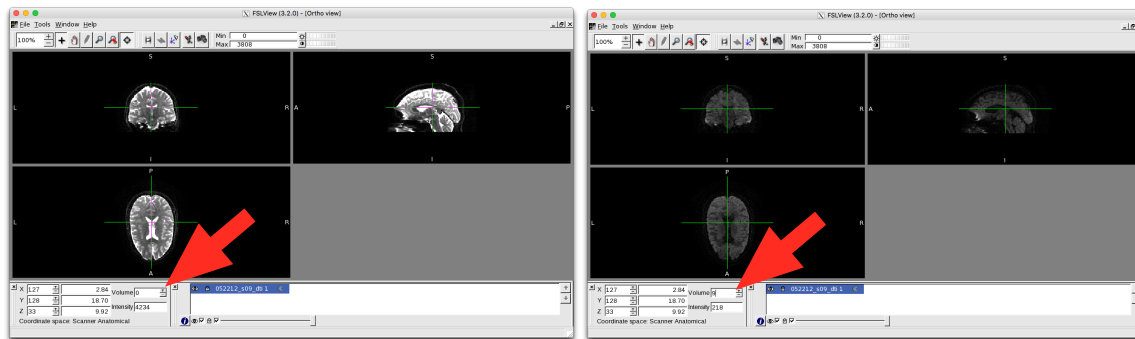 FSLView (3.2.0) - [Ortho view]
File Tools Window Help
100%
Min 0
Max 3808
S
L R
I
S
A P
I
P
L R
A
X 127 2.84 Volume 0
Y 128 18.70 Intensity 4234
Z 33 9.92
Coordinate space: Scanner Anatomical
052212_s09_dti 1
FSLView (3.2.0) - [Ortho view]
File Tools Window Help
100%
Min 0
Max 3808
S
L R
I
S
A
I
P
L R
A
X 127 2.84 Volume 9
Y 128 18.70 Intensity 218
Z 33 9.92
Coordinate space: Scanner Anatomical
052212_s09_dti 1